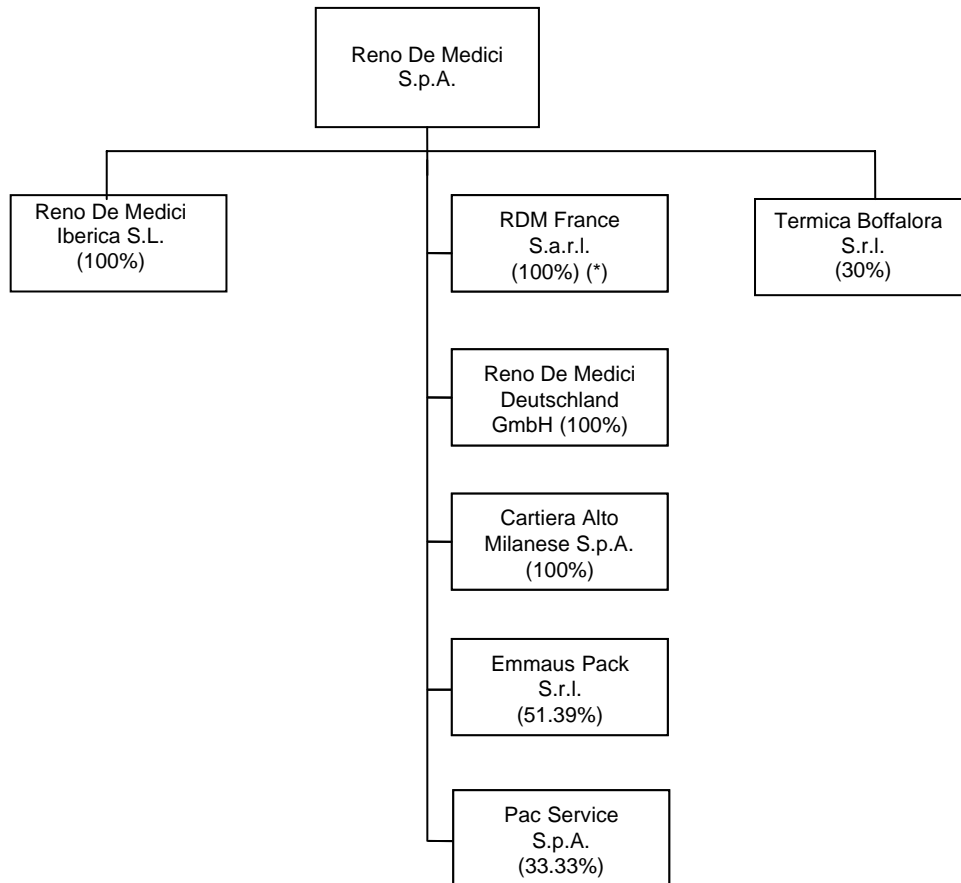 Reno De Medici
S.p.A.
Reno De Medici
Iberica S.L.
(100%)
RDM France
S.a.r.l.
(100%) (*)
Termica Boffalora
S.r.l.
(30%)
Reno De Medici
Deutschland
GmbH (100%)
Cartiera Alto
Milanese S.p.A.
(100%)
Emmaus Pack
S.r.l.
(51.39%)
Pac Service
S.p.A.
(33.33%)